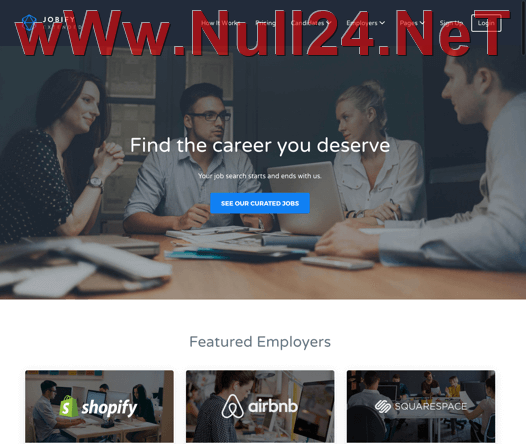 wWw.Null24.NeT
JOBIFY
How It Works Pricing Candidates Employers Pages Sign Up Login
Find the career you deserve
Your job search starts and ends with us.
SEE OUR CURATED JOBS
Featured Employers
shopify airbnb SQUARESPACE